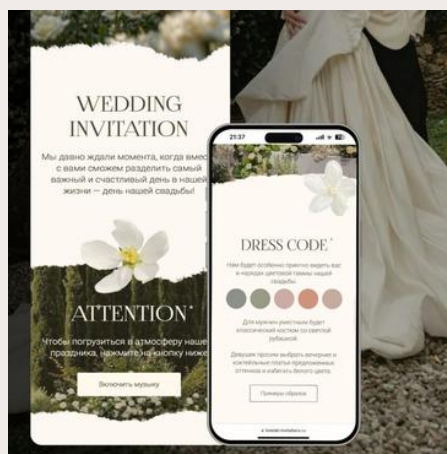 WEDDING
INVITATION
Мы давно ждали момента, когда вмес
с вами сможем разделить самый
важный и счастливый день в нашей
жизни — день нашей свадьбы!
ATTENTION*
Чтобы погрузиться в атмосферу наше
праздника, нажмите на кнопку ниже
Включить музыку
21:37
DRESS CODE*
Нам будет особенно приятно видеть вас
в нарядах цветовой гаммы нашей
свадьбы.
Для мужчин уместным будет
классический костюм со светлой
рубашкой.
Девушек просим выбрать вечерние и
коктейльные платья предложенных
оттенков и избегать белого цвета.
Примеры образов